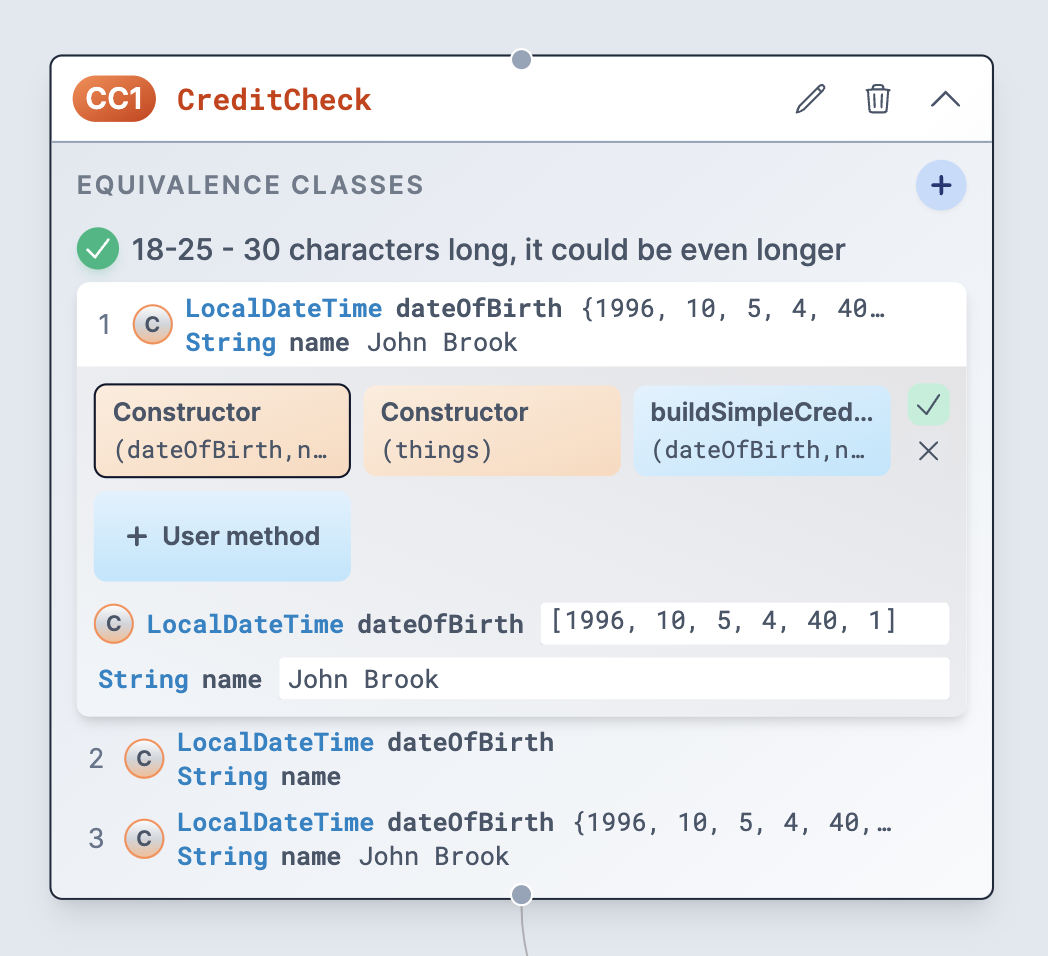 CC1 CreditCheck
EQUIVALENCE CLASSES
18-25 - 30 characters long, it could be even longer
1 C LocalDateTime dateOfBirth {1996, 10, 5, 4, 40…
String name John Brook
Constructor
(dateOfBirth,n…
Constructor
(things)
buildSimpleCred…
(dateOfBirth,n…
+ User method
C LocalDateTime dateOfBirth [1996, 10, 5, 4, 40, 1]
String name John Brook
2 C LocalDateTime dateOfBirth
String name
3 C LocalDateTime dateOfBirth {1996, 10, 5, 4, 40,…
String name John Brook